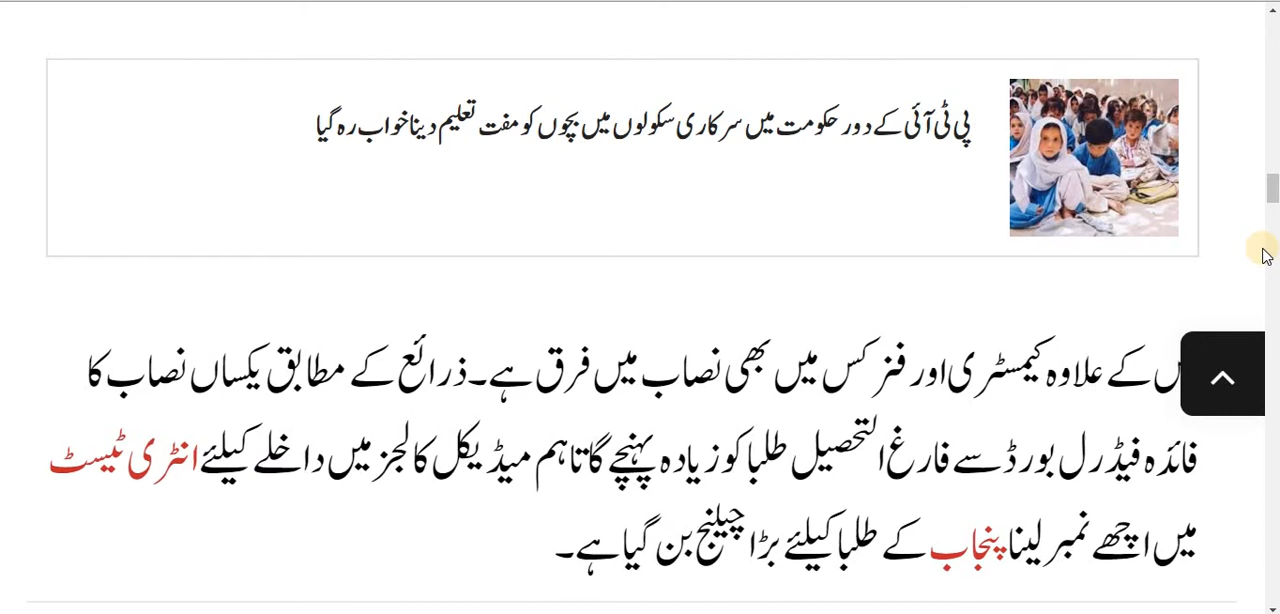 پی ٹی آئی کے دور حکومت میں سرکاری سکولوں میں بچوں کو مفت تعلیم دینا خواب رہ گیا
کے علاوہ کیمسٹری اور فزکس میں بھی نصاب میں فرق ہے۔ ذرائع کے مطابق یکساں نصاب کا
فائدہ فیڈرل بورڈ سے فارغ التحصیل طلبا کو زیادہ پہنچے گا تاہم میڈیکل کالجز میں داخلے کیلئے انٹری ٹیسٹ
میں اچھے نمبر لینا پنجاب کے طلبا کیلئے بڑا چیلنج بن گیا ہے۔